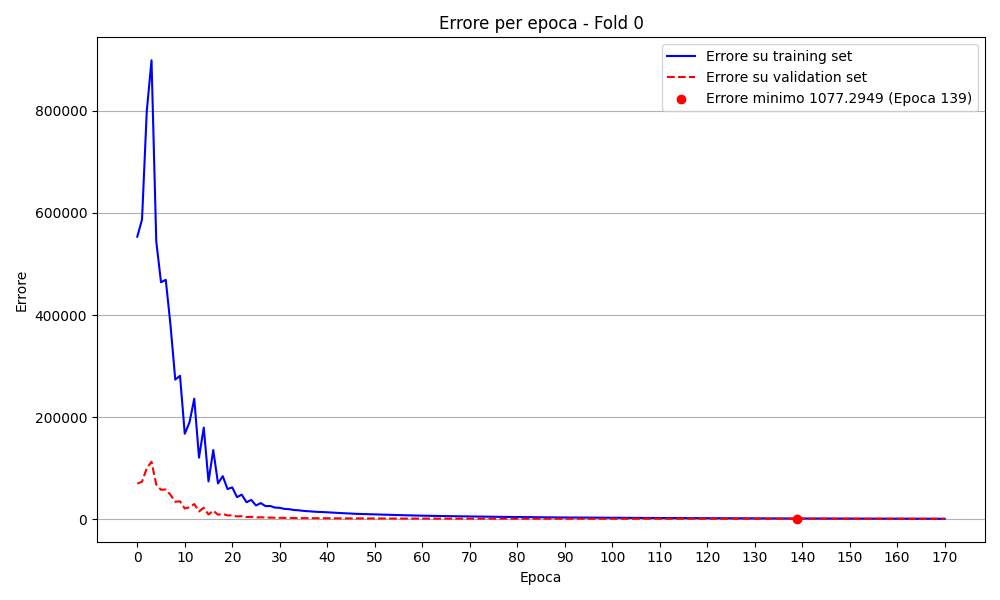 Errore per epoca - Fold 0
Errore su training set
Errore su validation set
Errore minimo 1077.2949 (Epoca 139)
Errore
800000
600000
400000
200000
0
0 10 20 30 40 50 60 70 80 90 100 110 120 130 140 150 160 170
Epoca